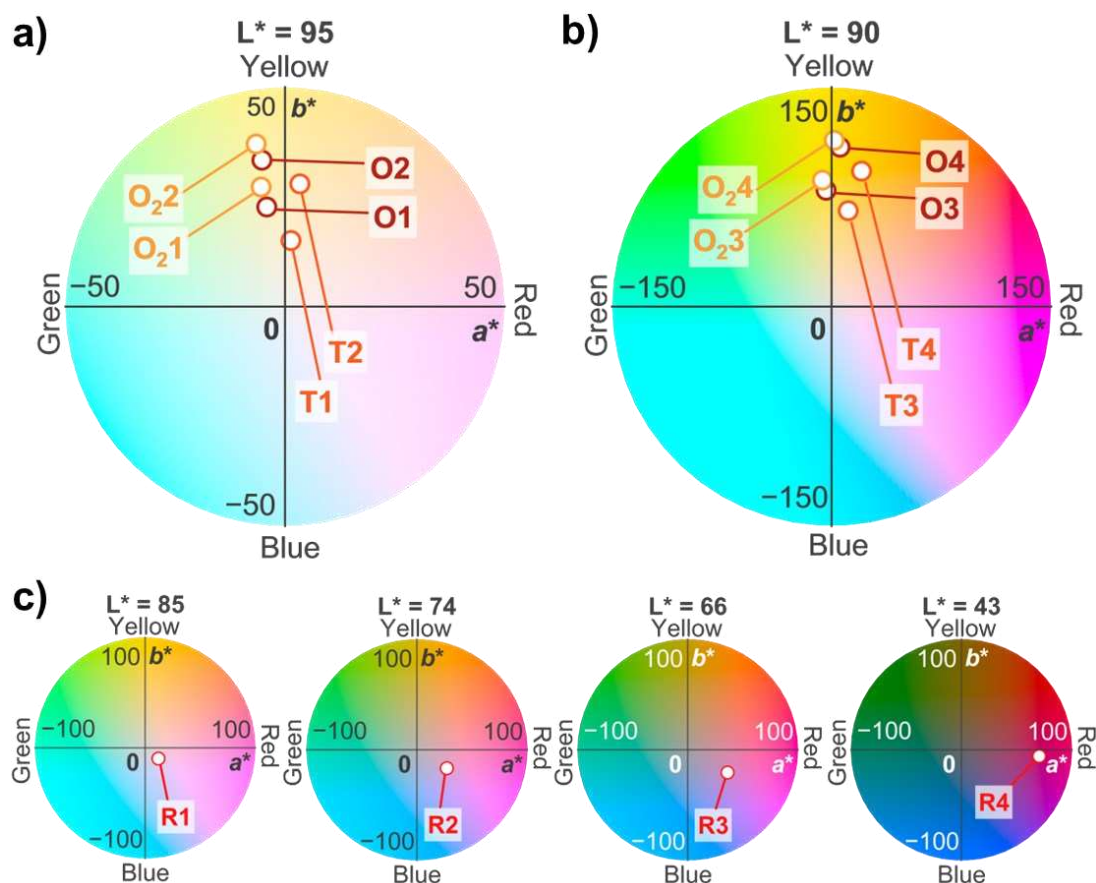 a)
L* = 95
Yellow
50 b*
O₂2
O2
O₂1
O1
−50
50
Green
Red
0
a*
T2
T1
−50
Blue
b)
L* = 90
Yellow
150 b*
O4
O₂4
O₂3
O3
−150
150
Green
Red
0
a*
T4
T3
−150
Blue
c)
L* = 85
Yellow
100 b*
−100
100
Green
Red
0
a*
R1
−100
Blue
L* = 74
Yellow
100 b*
−100
100
Green
Red
0
a*
R2
−100
Blue
L* = 66
Yellow
100 b*
−100
100
Green
Red
0
a*
R3
−100
Blue
L* = 43
Yellow
100 b*
−100
100
Green
Red
0
a*
R4
−100
Blue